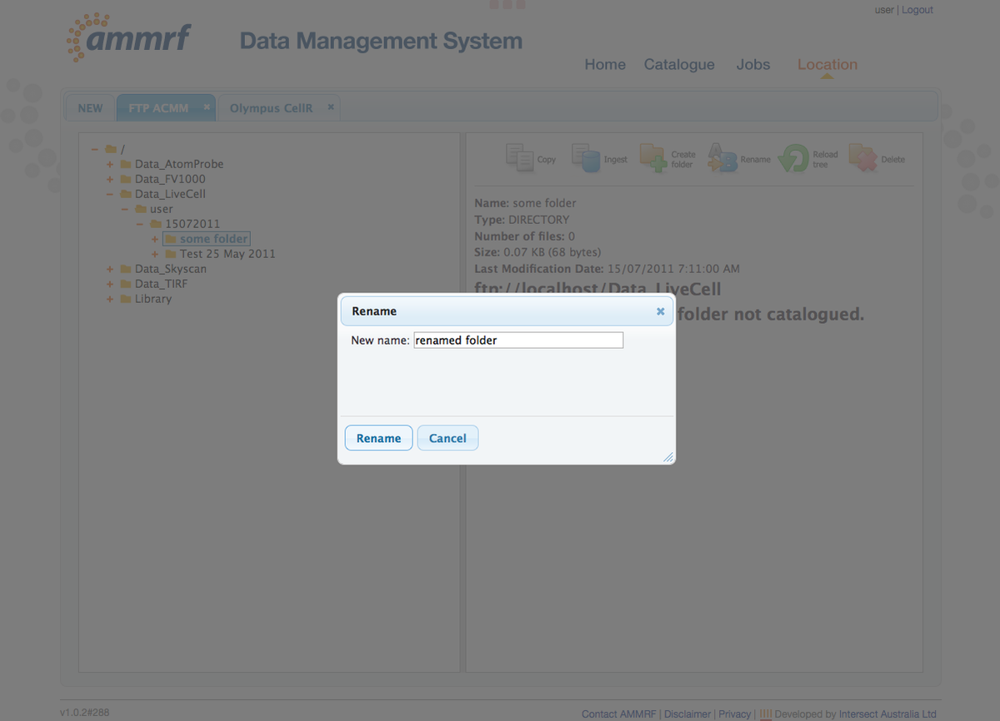 user | Logout
ammrf
Data Management System
Home Catalogue Jobs Location
NEW FTP ACMM × Olympus CellR ×
− /
+ Data_AtomProbe
+ Data_FV1000
− Data_LiveCell
− user
− 15072011
+ some folder
+ Test 25 May 2011
+ Data_Skyscan
+ Data_TIRF
+ Library
Copy Ingest Create folder Rename Reload tree Delete
Name: some folder
Type: DIRECTORY
Number of files: 0
Size: 0.07 KB (68 bytes)
Last Modification Date: 15/07/2011 7:11:00 AM
ftp://localhost/Data_LiveCell
folder not catalogued.
Rename ×
New name: renamed folder
Rename Cancel
v1.0.2#288
Contact AMMRF | Disclaimer | Privacy | Developed by Intersect Australia Ltd